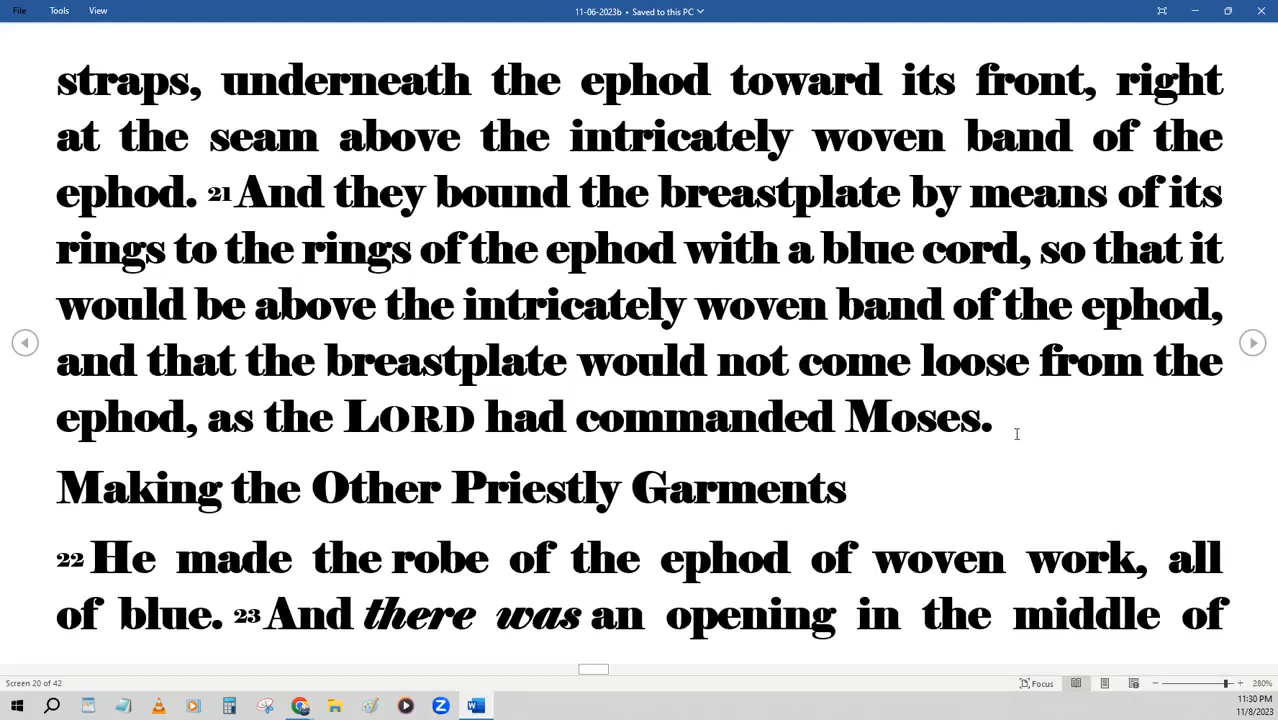 File Tools View 11-06-2023b • Saved to this PC
straps, underneath the ephod toward its front, right
at the seam above the intricately woven band of the
ephod. 21 And they bound the breastplate by means of its
rings to the rings of the ephod with a blue cord, so that it
would be above the intricately woven band of the ephod,
and that the breastplate would not come loose from the
ephod, as the LORD had commanded Moses.
Making the Other Priestly Garments
22 He made the robe of the ephod of woven work, all
of blue. 23 And there was an opening in the middle of
Screen 20 of 42 Focus 280%
11:30 PM
11/8/2023